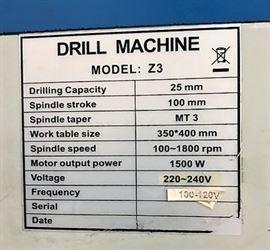 DRILL MACHINE
MODEL: Z3
Drilling Capacity 25 mm
Spindle stroke 100 mm
Spindle taper MT 3
Work table size 350*400 mm
Spindle speed 100~1800 rpm
Motor output power 1500 W
Voltage 220~240V
Frequency 100-120V
Serial
Date